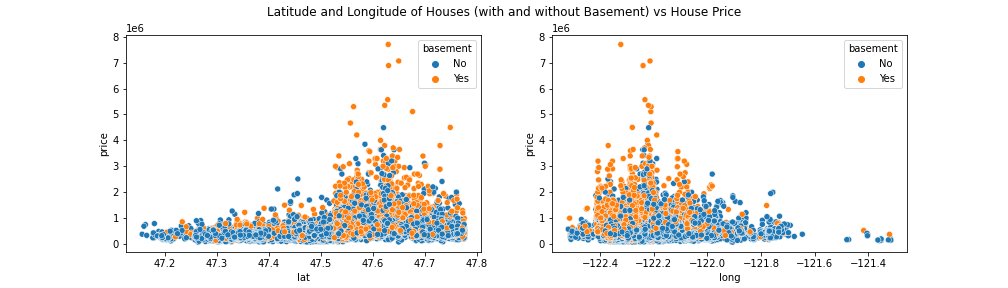 Latitude and Longitude of Houses (with and without Basement) vs House Price
1e6
8
7
6
5
4
3
2
1
0
price
basement
No
Yes
47.2
47.3
47.4
47.5
47.6
47.7
47.8
lat
1e6
8
7
6
5
4
3
2
1
0
price
basement
No
Yes
−122.4
−122.2
−122.0
−121.8
−121.6
−121.4
long